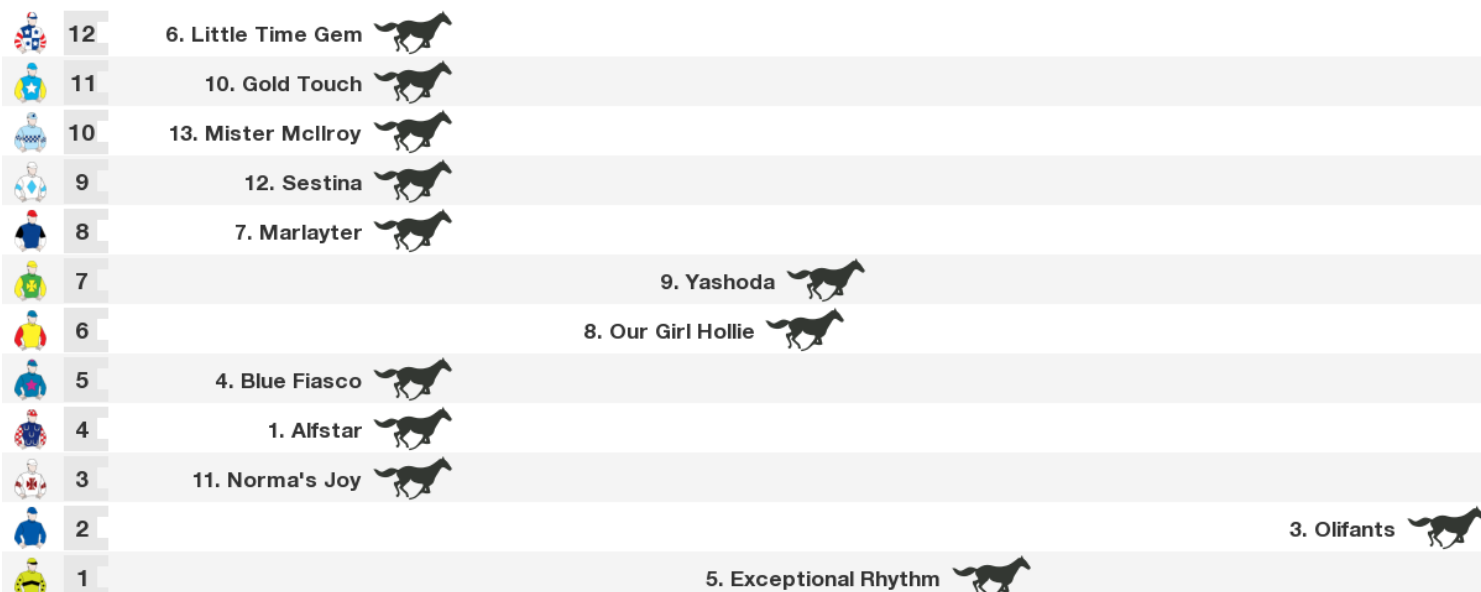 12 6. Little Time Gem
11 10. Gold Touch
10 13. Mister McIlroy
9 12. Sestina
8 7. Marlayter
7 9. Yashoda
6 8. Our Girl Hollie
5 4. Blue Fiasco
4 1. Alfstar
3 11. Norma's Joy
2 3. Olifants
1 5. Exceptional Rhythm